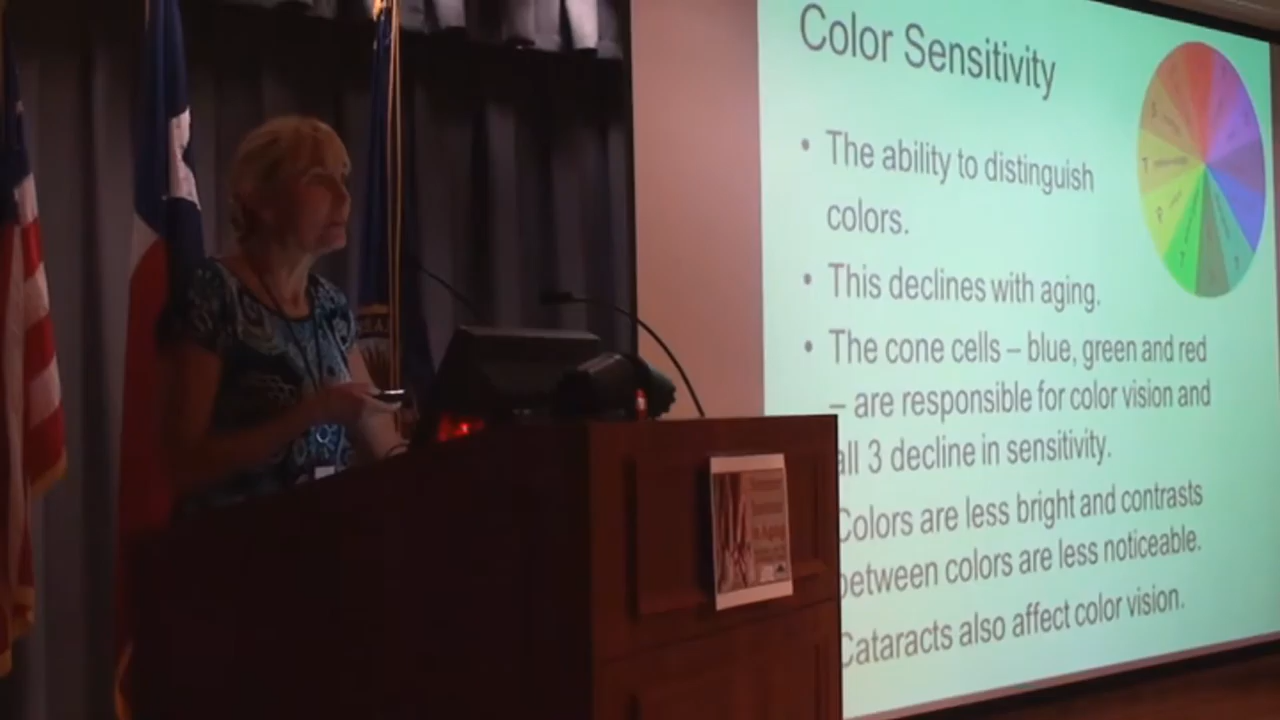 Color Sensitivity
• The ability to distinguish
colors.
• This declines with aging.
• The cone cells – blue, green and red
– are responsible for color vision and
all 3 decline in sensitivity.
Colors are less bright and contrasts
between colors are less noticeable.
Cataracts also affect color vision.
in Aging